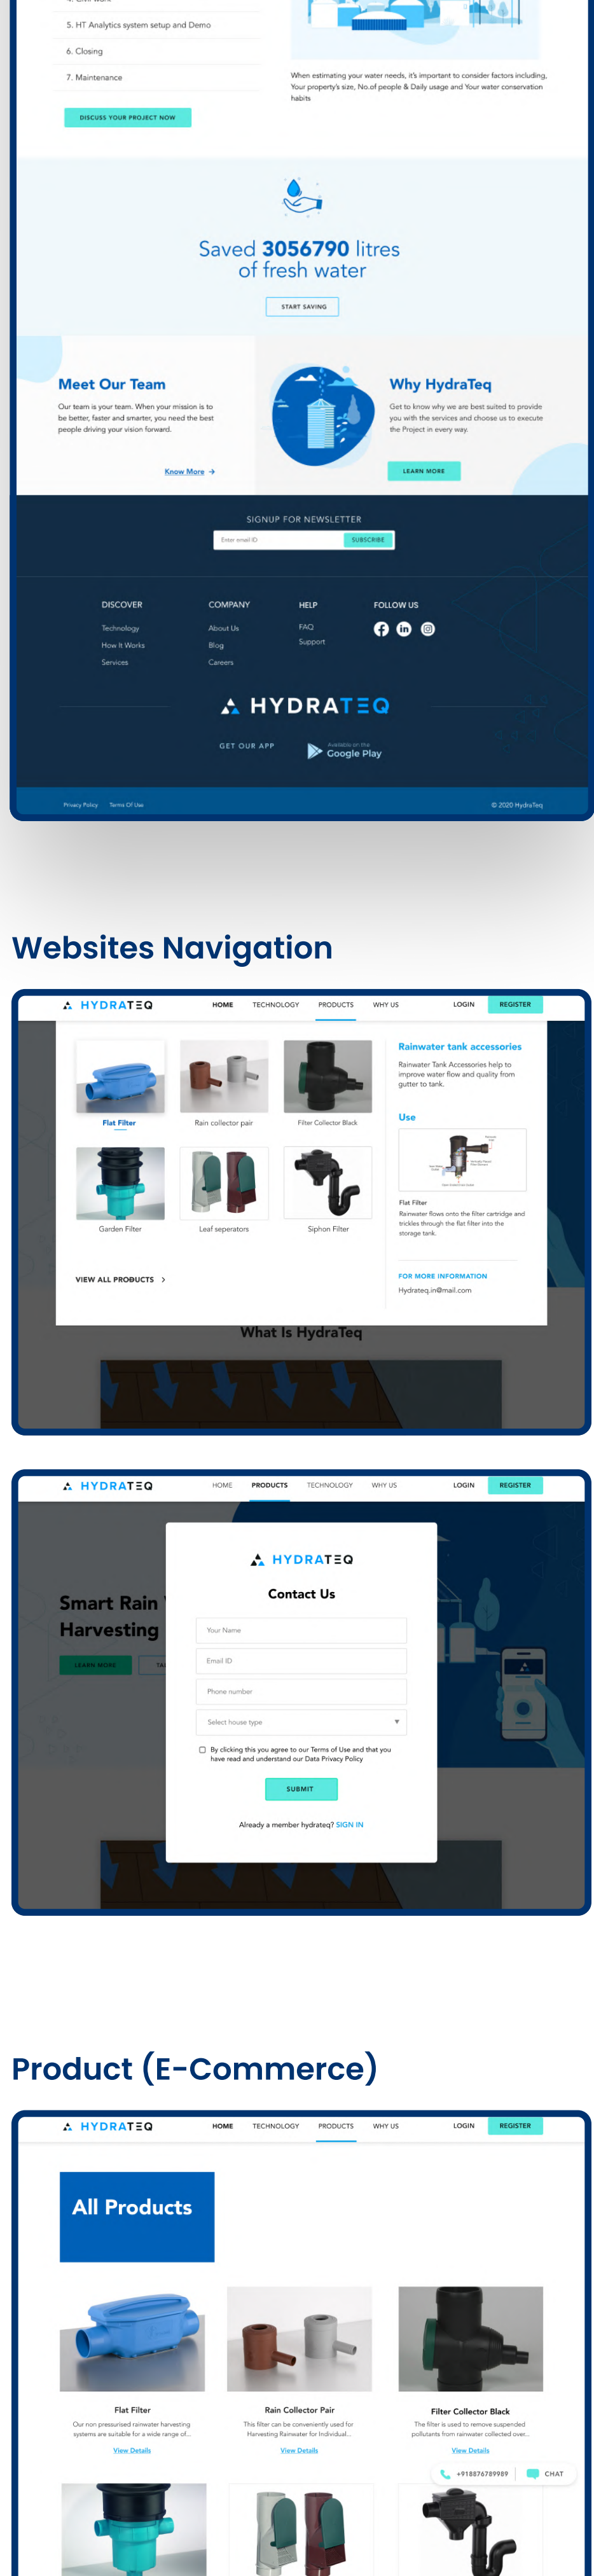 5. HT Analytics system setup and Demo
6. Closing
7. Maintenance
DISCUSS YOUR PROJECT NOW
When estimating your water needs, it's important to consider factors including,
Your property's size, No.of people & Daily usage and Your water conservation
habits
Saved 3056790 litres
of fresh water
START SAVING
Meet Our Team
Our team is your team. When your mission is to
be better, faster and smarter, you need the best
people driving your vision forward.
Know More
Why HydraTeq
Get to know why we are best suited to provide
you with the services and choose us to execute
the Project in every way.
LEARN MORE
SIGNUP FOR NEWSLETTER
Enter email ID
SUBSCRIBE
DISCOVER
Technology
How It Works
Services
COMPANY
About Us
Blog
Careers
HELP
FAQ
Support
FOLLOW US
HYDRATEQ
GET OUR APP
Available on the
Google Play
Privacy Policy
Terms Of Use
© 2020 HydraTeq
Websites Navigation
HYDRATEQ
HOME
TECHNOLOGY
PRODUCTS
WHY US
LOGIN
REGISTER
Flat Filter
Rain collector pair
Filter Collector Black
Garden Filter
Leaf seperators
Siphon Filter
VIEW ALL PRODUCTS
Rainwater tank accessories
Rainwater Tank Accessories help to
improve water flow and quality from
gutter to tank.
Use
Flat Filter
Rainwater flows onto the filter cartridge and
trickles through the flat filter into the
storage tank.
FOR MORE INFORMATION
Hydrateq.in@mail.com
What Is HydraTeq
HYDRATEQ
HOME
PRODUCTS
TECHNOLOGY
WHY US
LOGIN
REGISTER
Smart Rain
Harvesting
LEARN MORE
HYDRATEQ
Contact Us
Your Name
Email ID
Phone number
Select house type
By clicking this you agree to our Terms of Use and that you
have read and understand our Data Privacy Policy
SUBMIT
Already a member hydrateq? SIGN IN
Product (E-Commerce)
HYDRATEQ
HOME
TECHNOLOGY
PRODUCTS
WHY US
LOGIN
REGISTER
All Products
Flat Filter
Our non pressurised rainwater harvesting
systems are suitable for a wide range of...
View Details
Rain Collector Pair
This filter can be conveniently used for
Harvesting Rainwater for Individual...
View Details
Filter Collector Black
The filter is used to remove suspended
pollutants from rainwater collected over...
View Details
+918876789989
CHAT